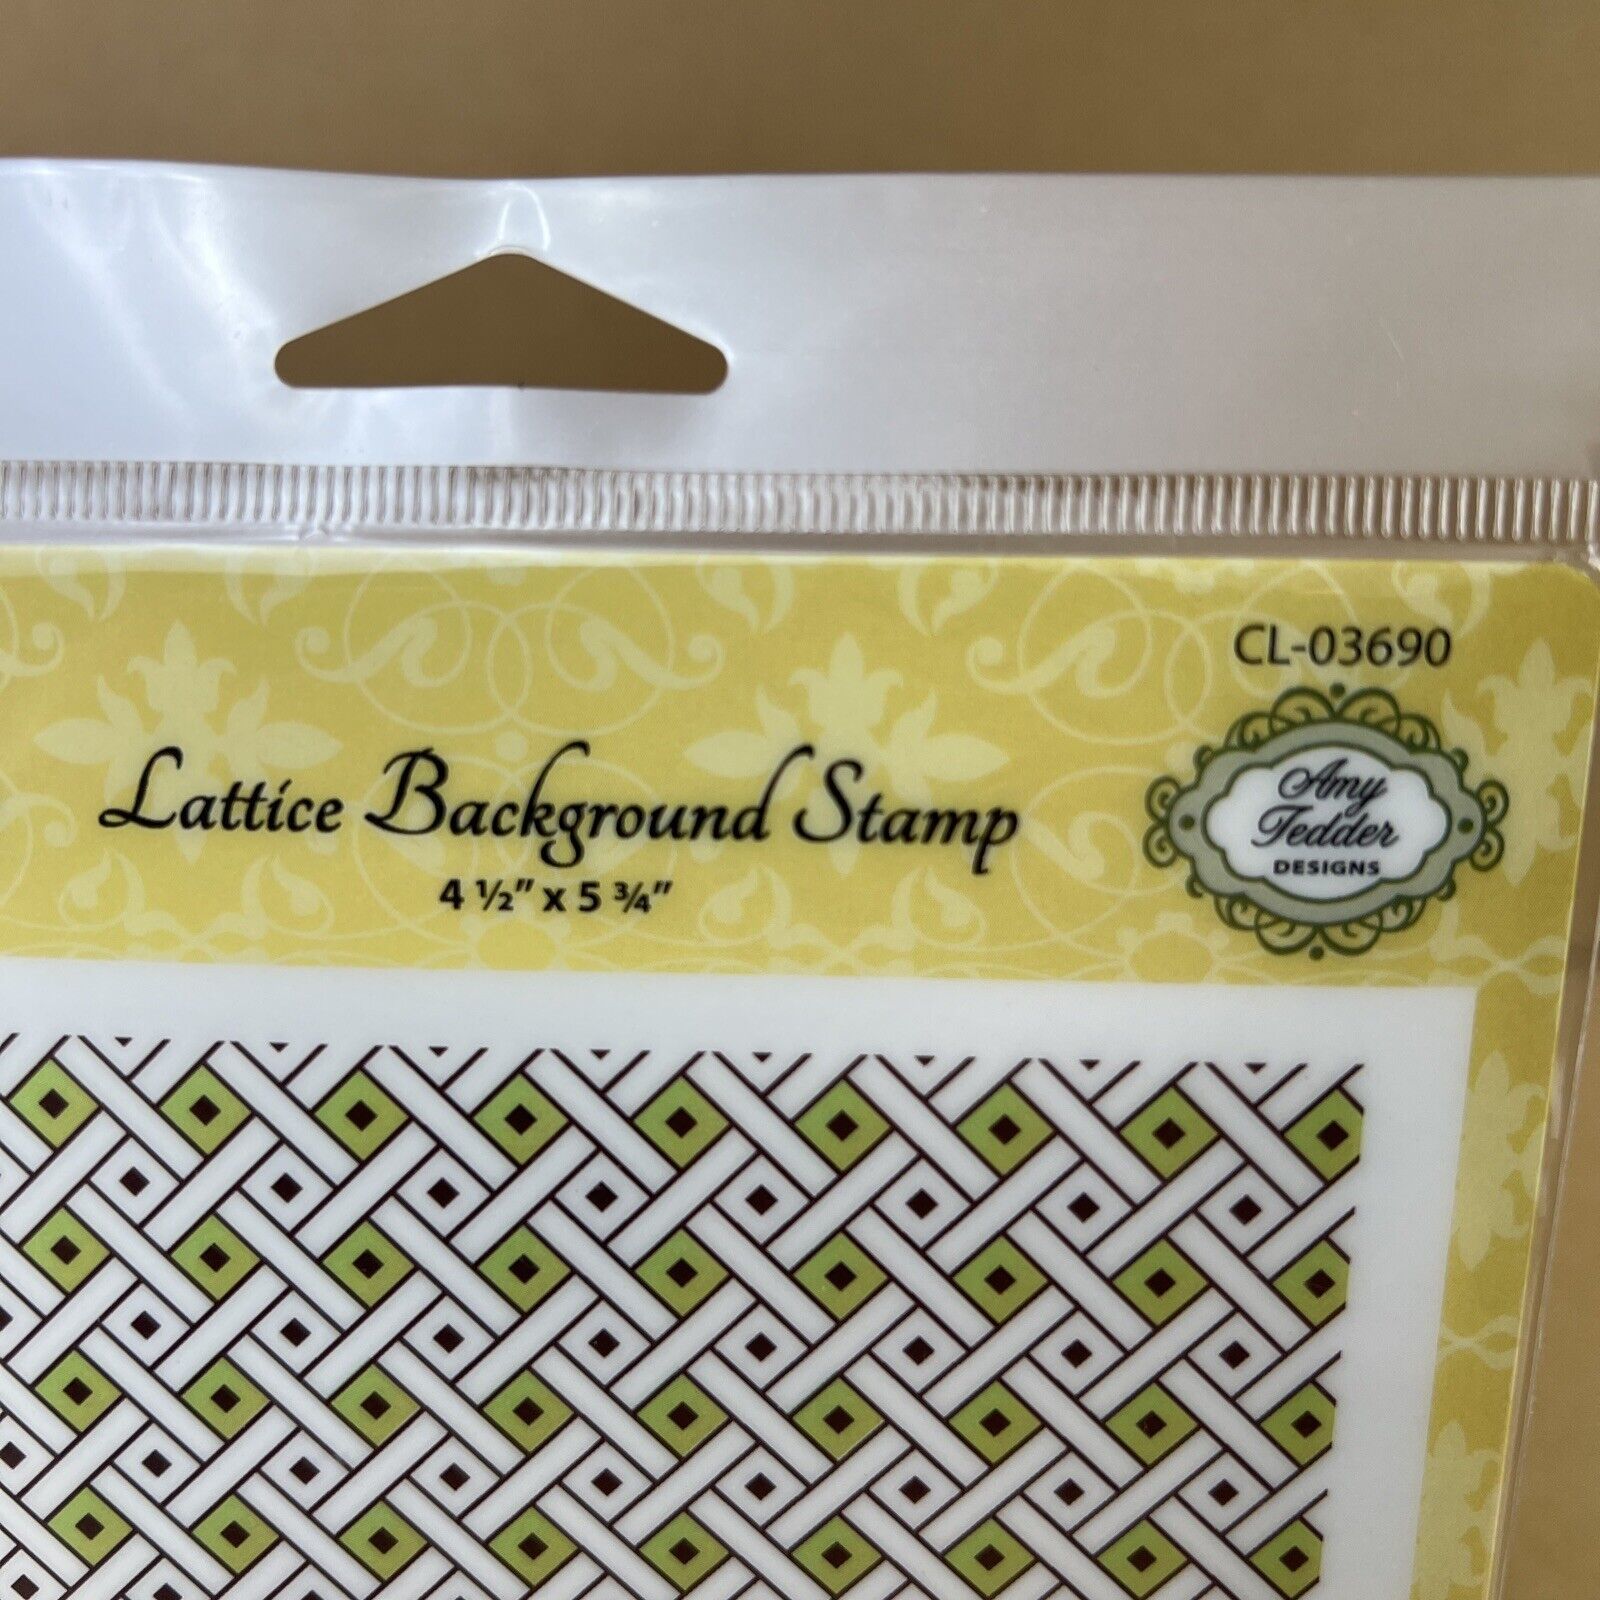 CL-03690
Lattice Background Stamp
4 ½" x 5 ¾"
Amy
Tedder
DESIGNS